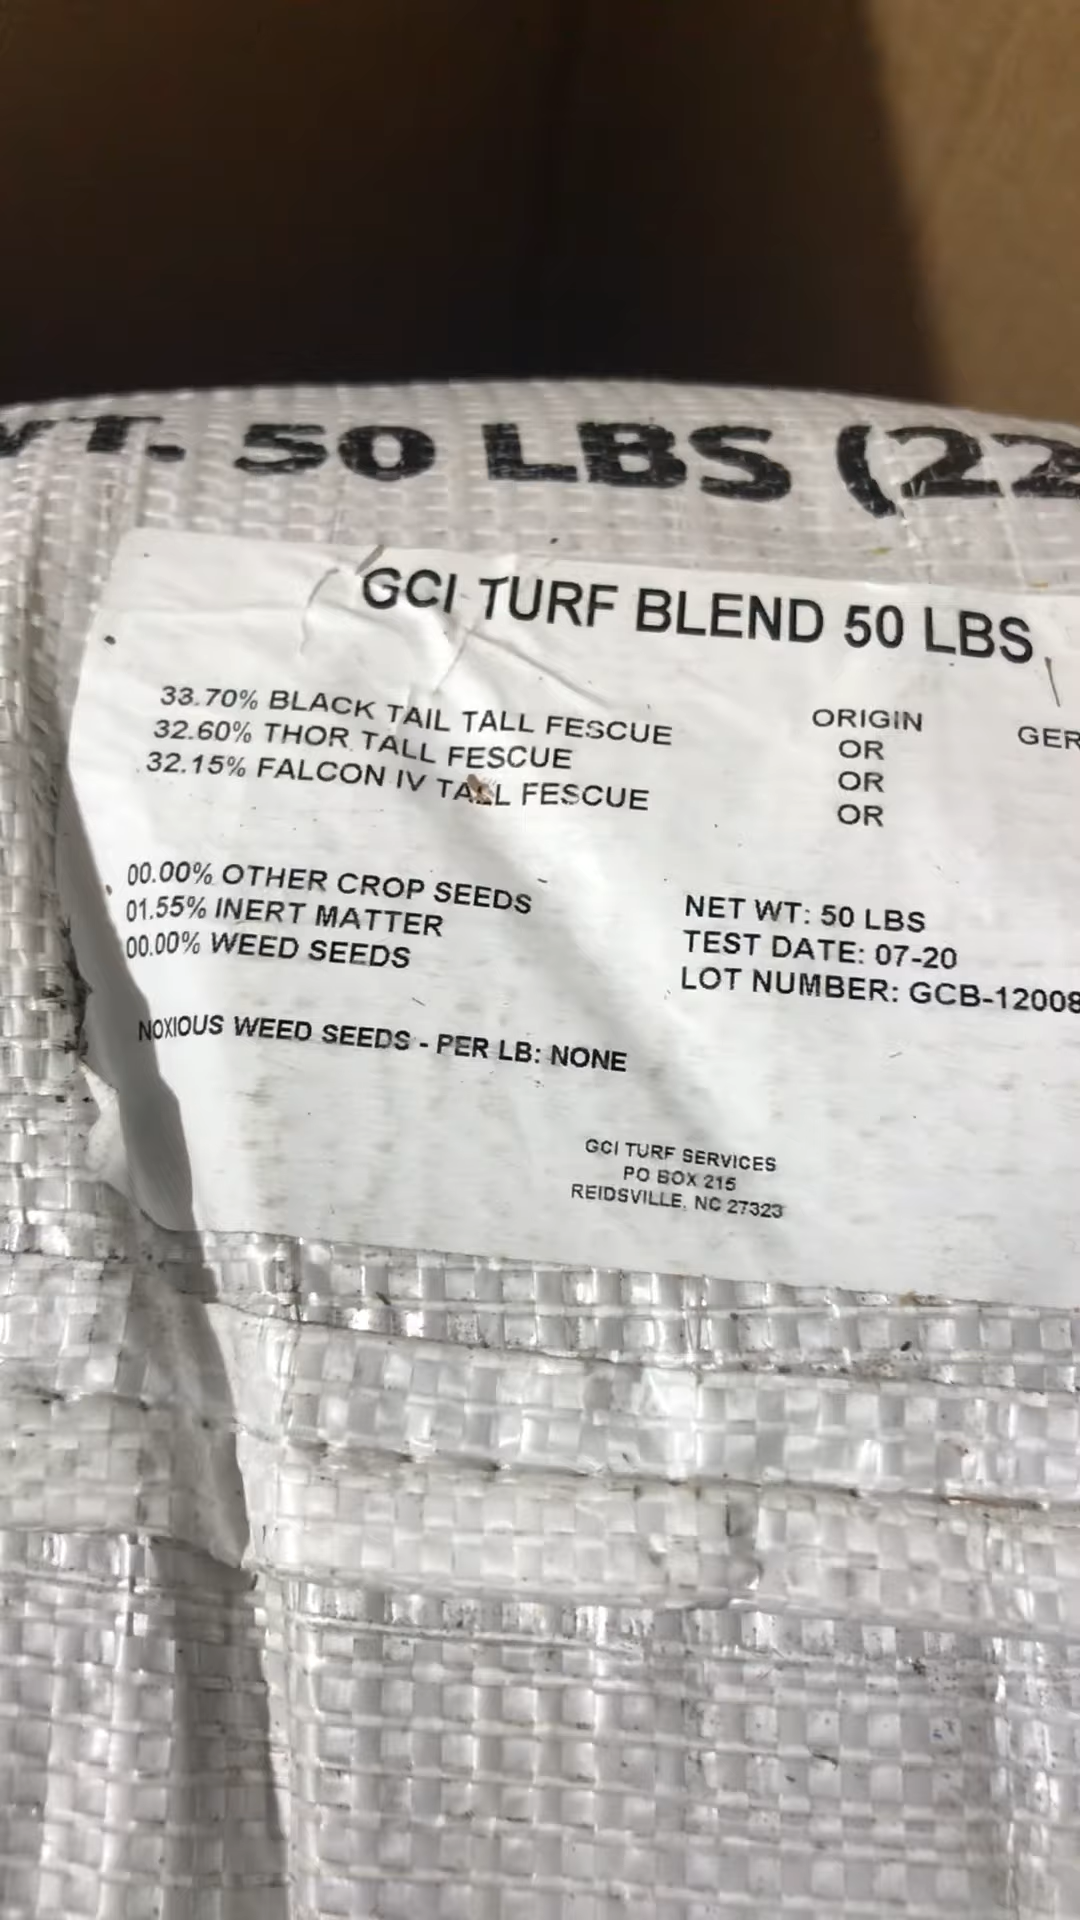 WT. 50 LBS (22
GCI TURF BLEND 50 LBS
ORIGIN GER
33.70% BLACK TAIL TALL FESCUE OR
32.60% THOR TALL FESCUE OR
32.15% FALCON IV TALL FESCUE OR
00.00% OTHER CROP SEEDS
01.55% INERT MATTER
00.00% WEED SEEDS
NET WT: 50 LBS
TEST DATE: 07-20
LOT NUMBER: GCB-12008
NOXIOUS WEED SEEDS - PER LB: NONE
GCI TURF SERVICES
PO BOX 215
REIDSVILLE, NC 27323